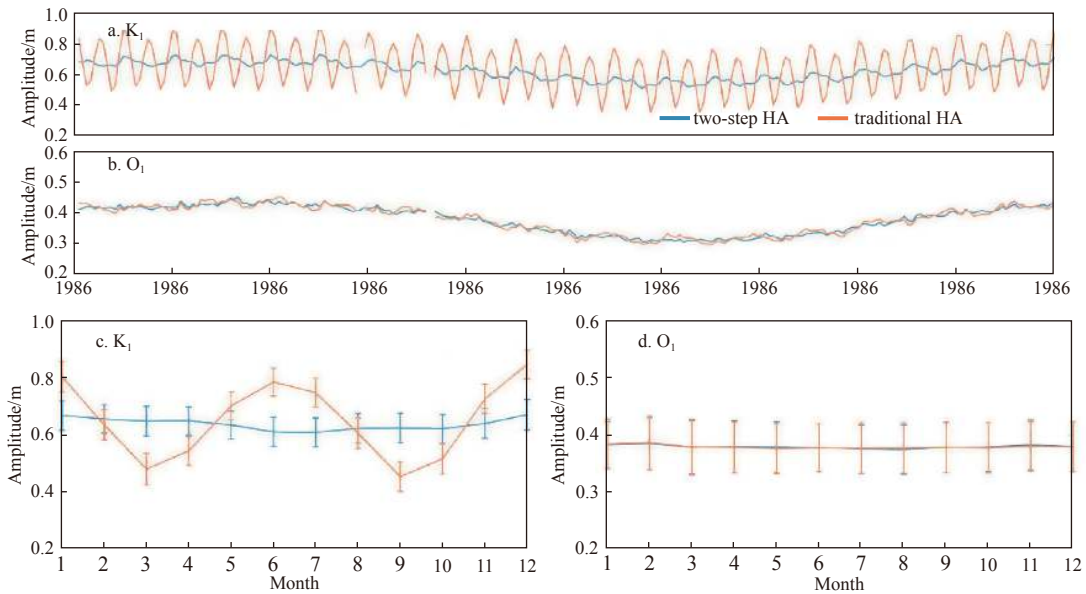 a. K1
1.0
0.8
0.6
0.4
0.2
Amplitude/m
two-step HA
traditional HA
b. O1
0.6
0.5
0.4
0.3
0.2
Amplitude/m
1986 1986 1986 1986 1986 1986 1986 1986 1986 1986 1986
c. K1
1.0
0.8
0.6
0.4
0.2
Amplitude/m
1 2 3 4 5 6 7 8 9 10 11 12
Month
d. O1
0.6
0.5
0.4
0.3
0.2
Amplitude/m
1 2 3 4 5 6 7 8 9 10 11 12
Month